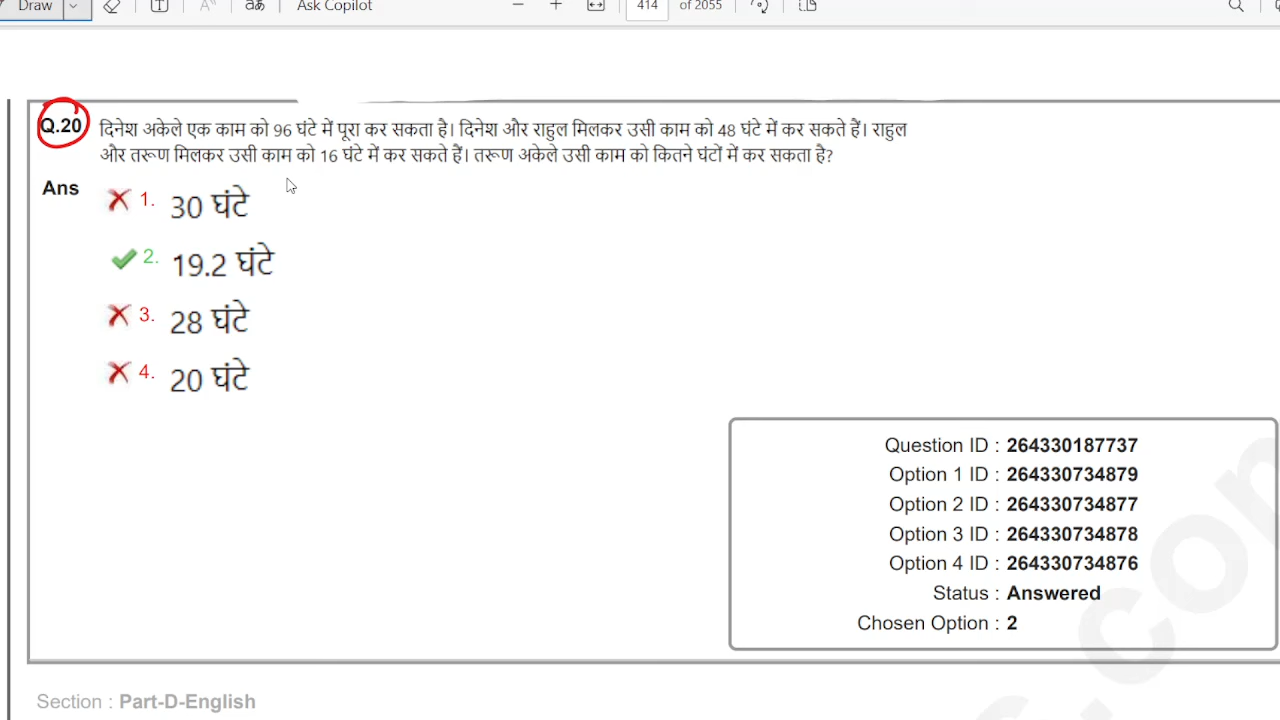 Draw
Ask Copilot
414 of 2055
Q.20 दिनेश अकेले एक काम को 96 घंटे में पूरा कर सकता है। दिनेश और राहुल मिलकर उसी काम को 48 घंटे में कर सकते हैं। राहुल
और तरूण मिलकर उसी काम को 16 घंटे में कर सकते हैं। तरूण अकेले उसी काम को कितने घंटों में कर सकता है?
Ans
1. 30 घंटे
2. 19.2 घंटे
3. 28 घंटे
4. 20 घंटे
Question ID : 264330187737
Option 1 ID : 264330734879
Option 2 ID : 264330734877
Option 3 ID : 264330734878
Option 4 ID : 264330734876
Status : Answered
Chosen Option : 2
Section : Part-D-English